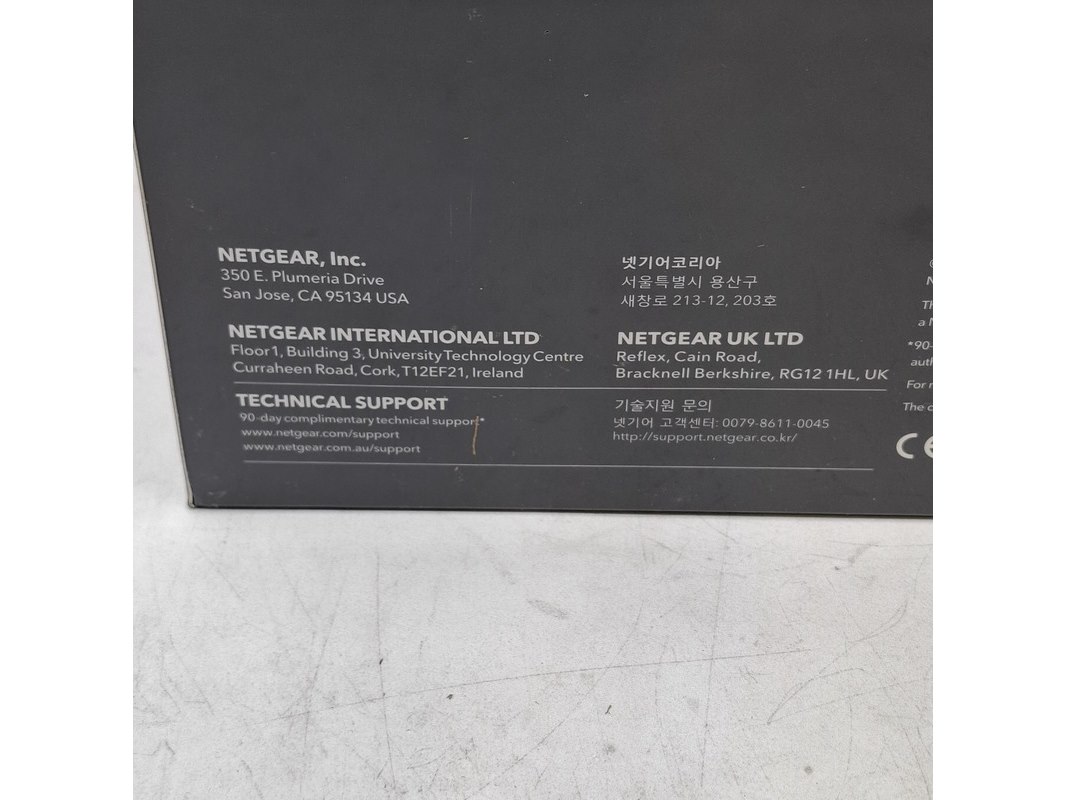 NETGEAR, Inc.
350 E. Plumeria Drive
San Jose, CA 95134 USA
넷기어코리아
서울특별시 용산구
새창로 213-12, 203호
NETGEAR INTERNATIONAL LTD
Floor1, Building 3, University Technology Centre
Curraheen Road, Cork, T12EF21, Ireland
NETGEAR UK LTD
Reflex, Cain Road,
Bracknell Berkshire, RG12 1HL, UK
TECHNICAL SUPPORT
90-day complimentary technical support*
www.netgear.com/support
www.netgear.com.au/support
기술지원 문의
넷기어 고객센터: 0079-8611-0045
http://support.netgear.co.kr/
*90-
For
The
CE